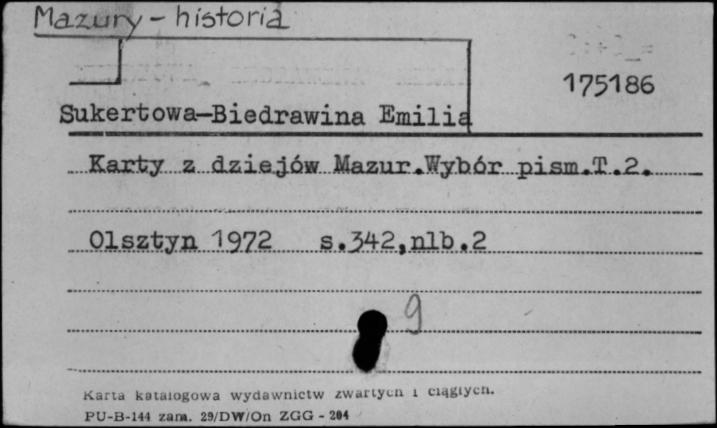 Mazury - historia
175186
Sukertowa-Biedrawina Emilia
Karty z dziejów Mazur.Wybór pism.T.2.
Olsztyn 1972 s.342,nlb.2
9
Karta katalogowa wydawnictw zwartych i ciągłych.
PU-B-144 zam. 29/DW/On ZGG - 204